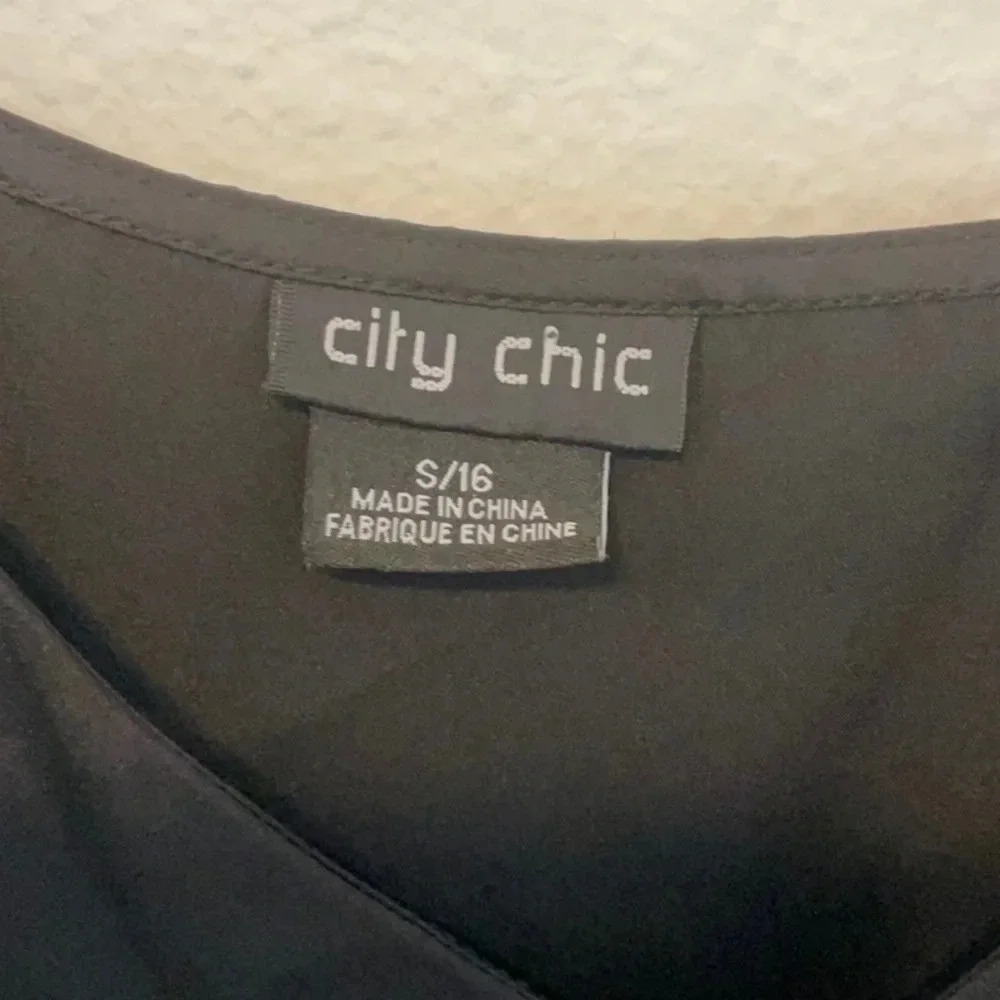 city chic
S/16
MADE IN CHINA
FABRIQUE EN CHINE